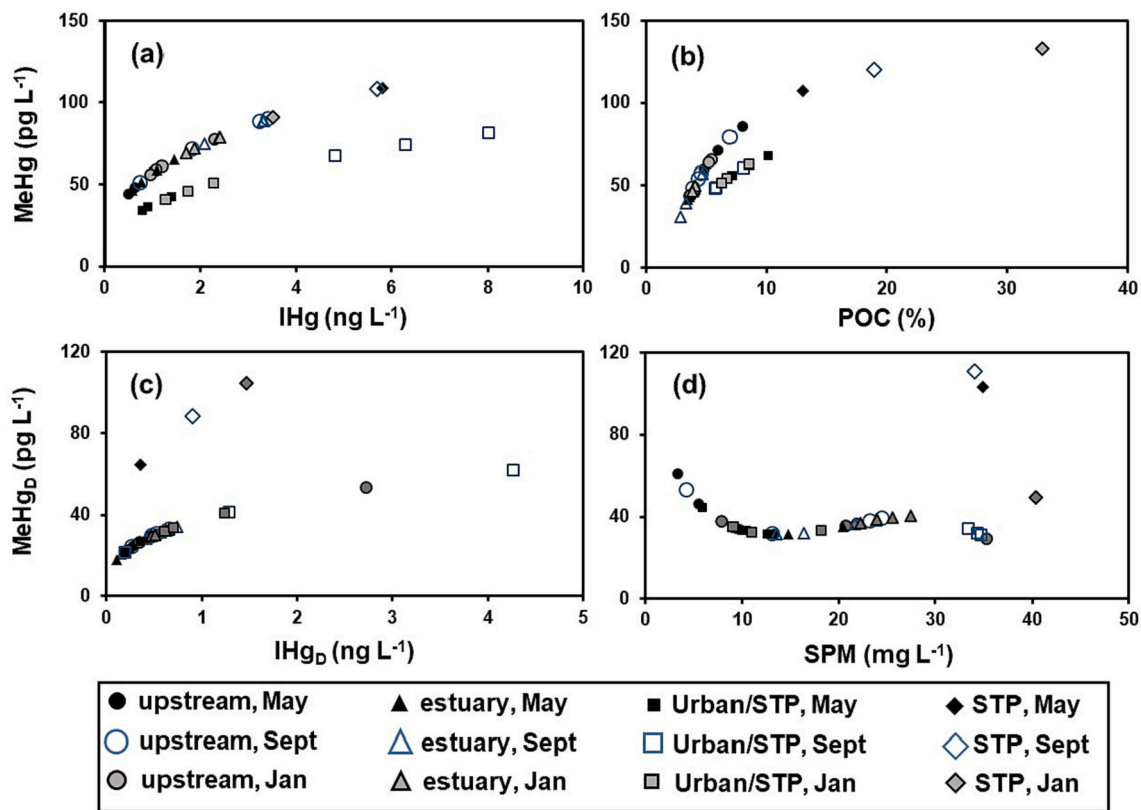 (a)
MeHg (pg L⁻¹)
150
100
50
0
0 2 4 6 8 10
IHg (ng L⁻¹)
(b)
150
100
50
0
0 10 20 30 40
POC (%)
(c)
MeHg_D (pg L⁻¹)
120
80
40
0
0 1 2 3 4 5
IHg_D (ng L⁻¹)
(d)
120
80
40
0
0 10 20 30 40 50
SPM (mg L⁻¹)
upstream, May estuary, May Urban/STP, May STP, May
upstream, Sept estuary, Sept Urban/STP, Sept STP, Sept
upstream, Jan estuary, Jan Urban/STP, Jan STP, Jan